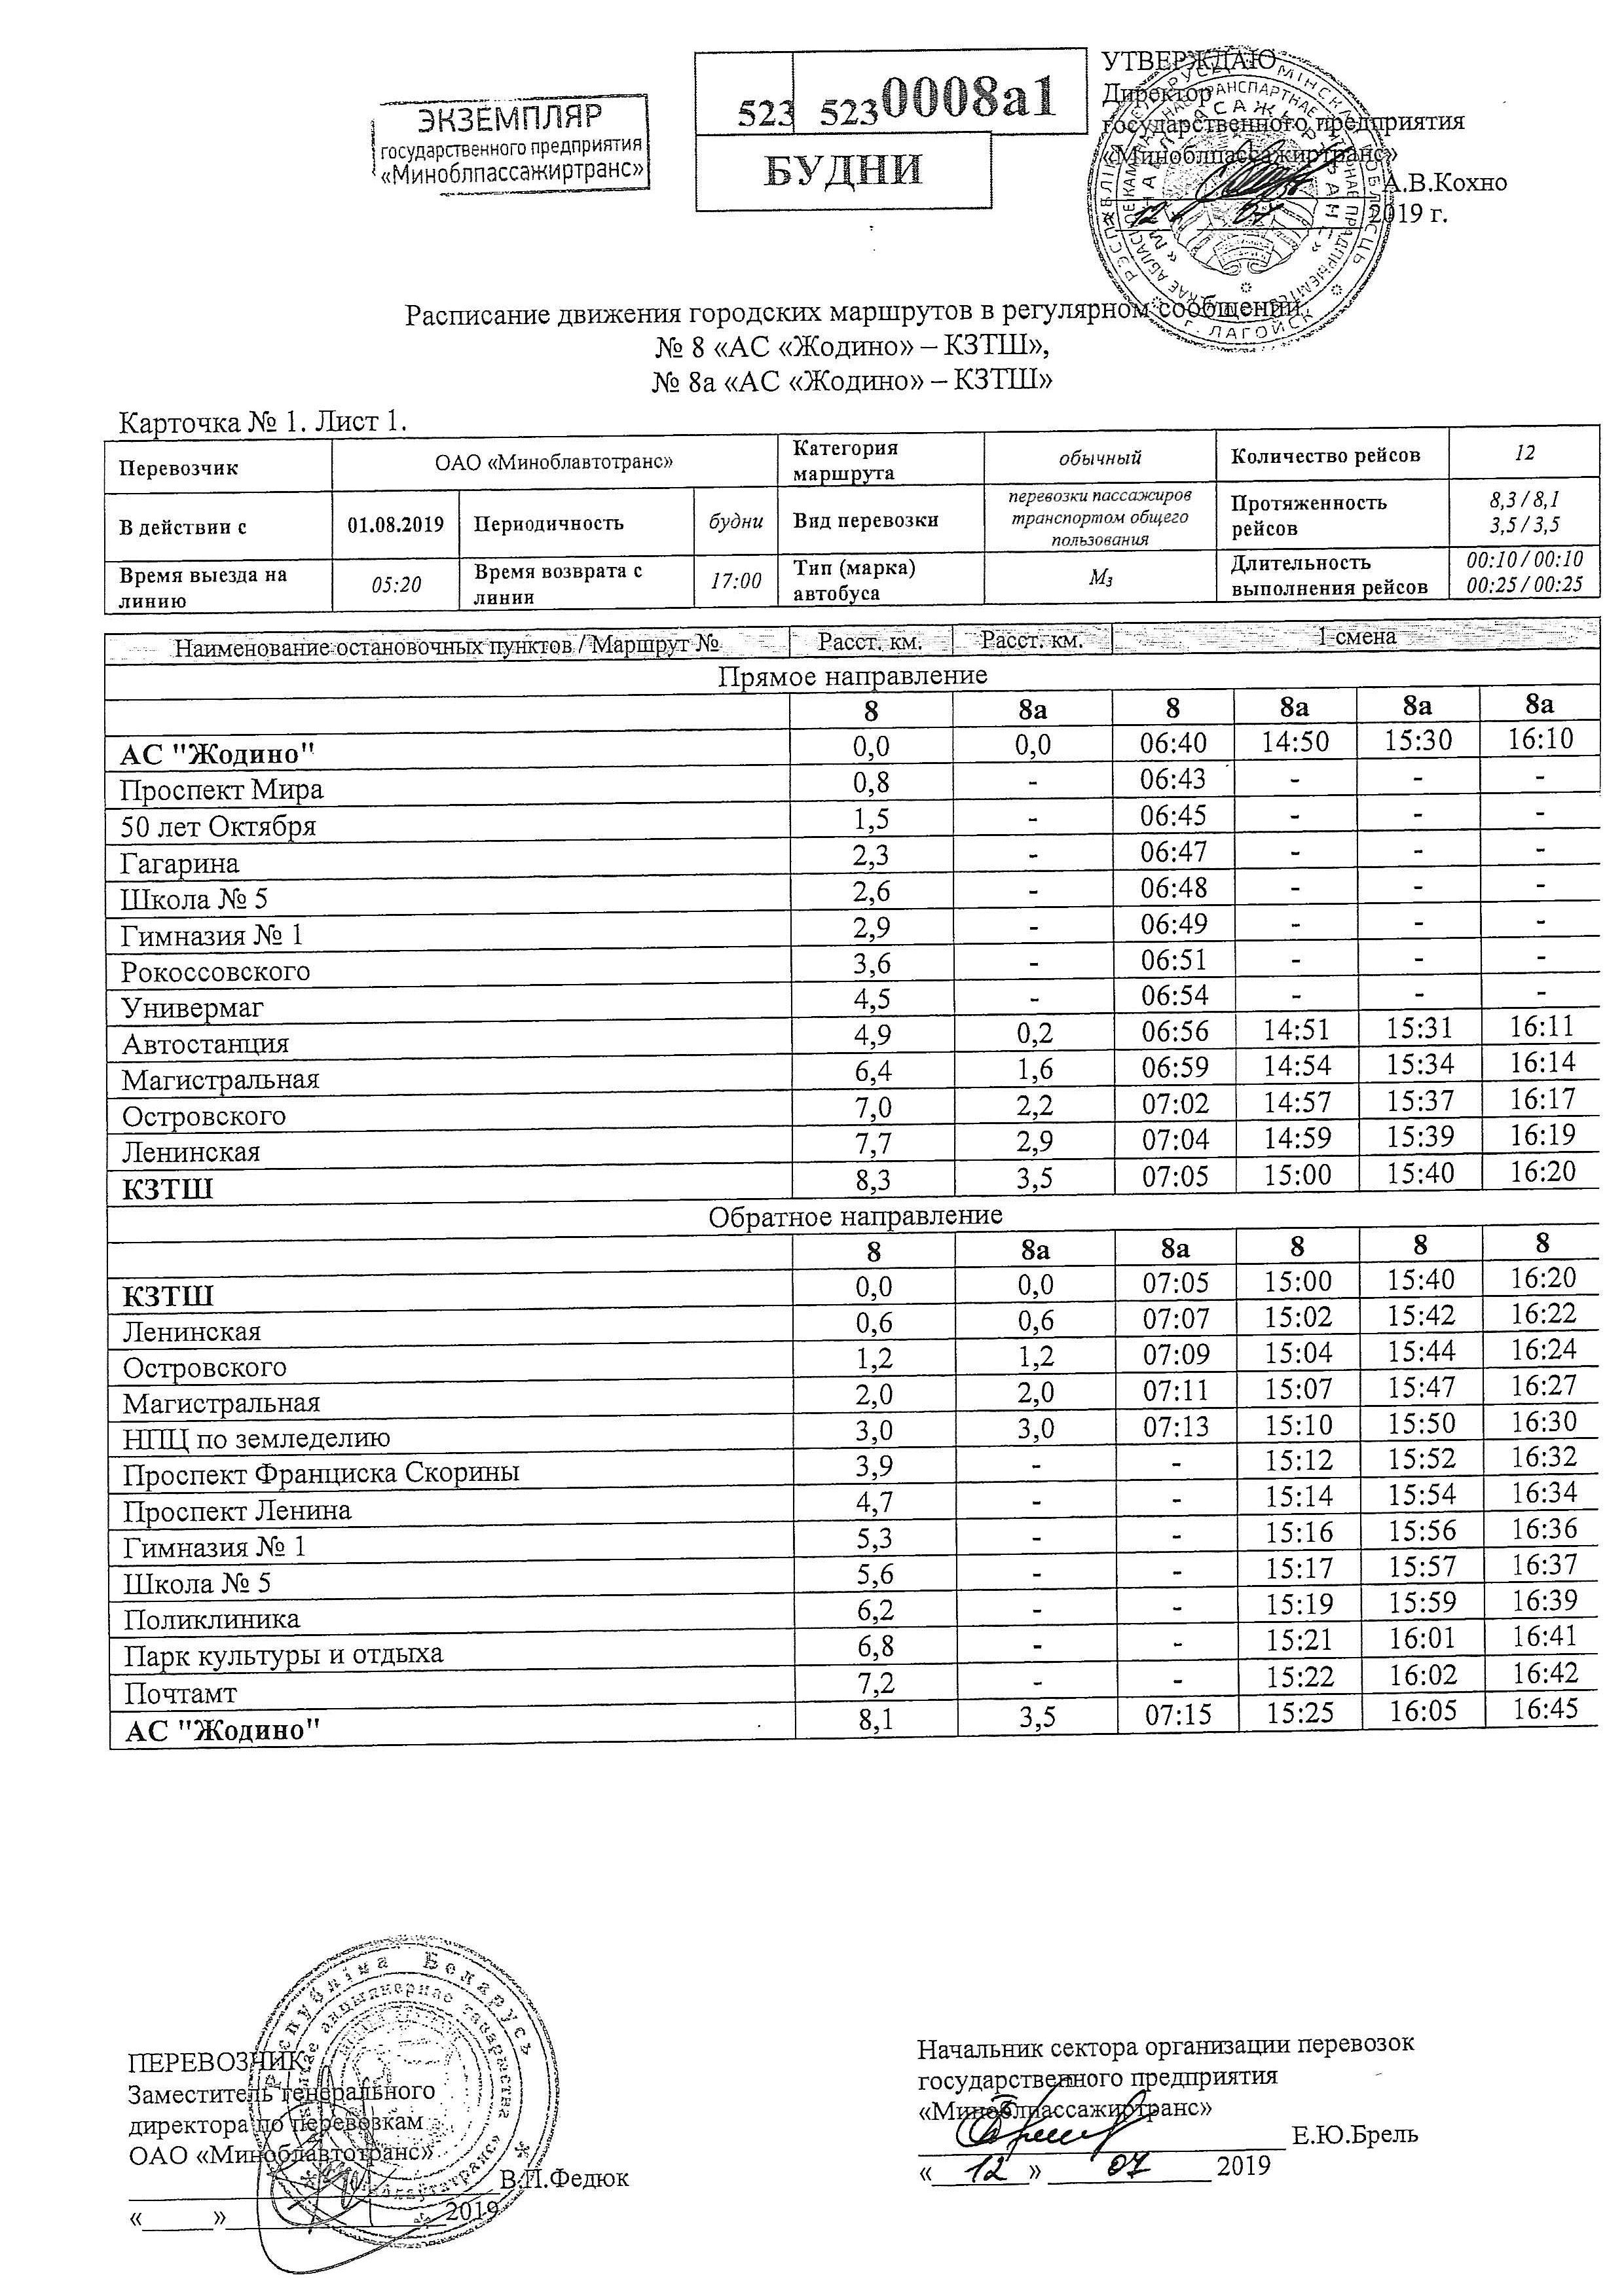 ЭКЗЕМПЛЯР
государственного предприятия
«Миноблпассажиртранс»
523 523 0008а1
БУДНИ
УТВЕРЖДАЮ
Директор
государственного предприятия
«Миноблпассажиртранс»
А.В.Кохно
12 07 2019 г.
Расписание движения городских маршрутов в регулярном сообщении
№ 8 «АС «Жодино» – КЗТШ»,
№ 8а «АС «Жодино» – КЗТШ»
Карточка № 1. Лист 1.
Перевозчик ОАО «Миноблавтотранс» Категория маршрута обычный Количество рейсов 12
В действии с 01.08.2019 Периодичность будни Вид перевозки перевозки пассажиров транспортом общего пользования Протяженность рейсов 8,3 / 8,1 3,5 / 3,5
Время выезда на линию 05:20 Время возврата с линии 17:00 Тип (марка) автобуса М3 Длительность выполнения рейсов 00:10 / 00:10 00:25 / 00:25
Наименование остановочных пунктов / Маршрут № Расст. км. Расст. км. 1 смена
Прямое направление
8 8а 8 8а 8а 8а
АС "Жодино" 0,0 0,0 06:40 14:50 15:30 16:10
Проспект Мира 0,8 - 06:43 - - -
50 лет Октября 1,5 - 06:45 - - -
Гагарина 2,3 - 06:47 - - -
Школа № 5 2,6 - 06:48 - - -
Гимназия № 1 2,9 - 06:49 - - -
Рокоссовского 3,6 - 06:51 - - -
Универмаг 4,5 - 06:54 - - -
Автостанция 4,9 0,2 06:56 14:51 15:31 16:11
Магистральная 6,4 1,6 06:59 14:54 15:34 16:14
Островского 7,0 2,2 07:02 14:57 15:37 16:17
Ленинская 7,7 2,9 07:04 14:59 15:39 16:19
КЗТШ 8,3 3,5 07:05 15:00 15:40 16:20
Обратное направление
8 8а 8а 8 8 8
КЗТШ 0,0 0,0 07:05 15:00 15:40 16:20
Ленинская 0,6 0,6 07:07 15:02 15:42 16:22
Островского 1,2 1,2 07:09 15:04 15:44 16:24
Магистральная 2,0 2,0 07:11 15:07 15:47 16:27
НПЦ по земледелию 3,0 3,0 07:13 15:10 15:50 16:30
Проспект Франциска Скорины 3,9 - - 15:12 15:52 16:32
Проспект Ленина 4,7 - - 15:14 15:54 16:34
Гимназия № 1 5,3 - - 15:16 15:56 16:36
Школа № 5 5,6 - - 15:17 15:57 16:37
Поликлиника 6,2 - - 15:19 15:59 16:39
Парк культуры и отдыха 6,8 - - 15:21 16:01 16:41
Почтамт 7,2 - - 15:22 16:02 16:42
АС "Жодино" 8,1 3,5 07:15 15:25 16:05 16:45
ПЕРЕВОЗЧИК
Заместитель генерального
директора по перевозкам
ОАО «Миноблавтотранс»
В.Л.Федюк
«     »            2019
Начальник сектора организации перевозок
государственного предприятия
«Миноблпассажиртранс»
Е.Ю.Брель
« 12 » 07 2019